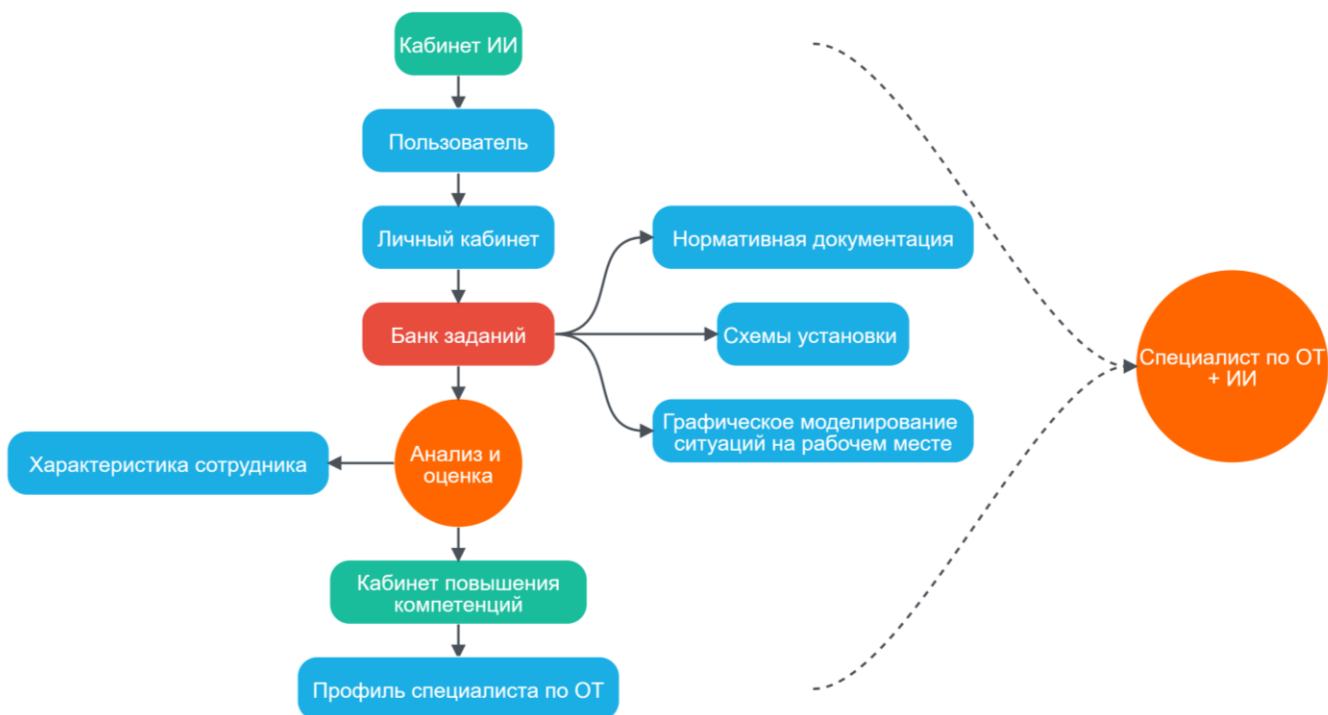 Кабинет ИИ
Пользователь
Личный кабинет
Нормативная документация
Банк заданий
Схемы установки
Специалист по ОТ
+ ИИ
Графическое моделирование
ситуаций на рабочем месте
Анализ и
оценка
Характеристика сотрудника
Кабинет повышения
компетенций
Профиль специалиста по ОТ